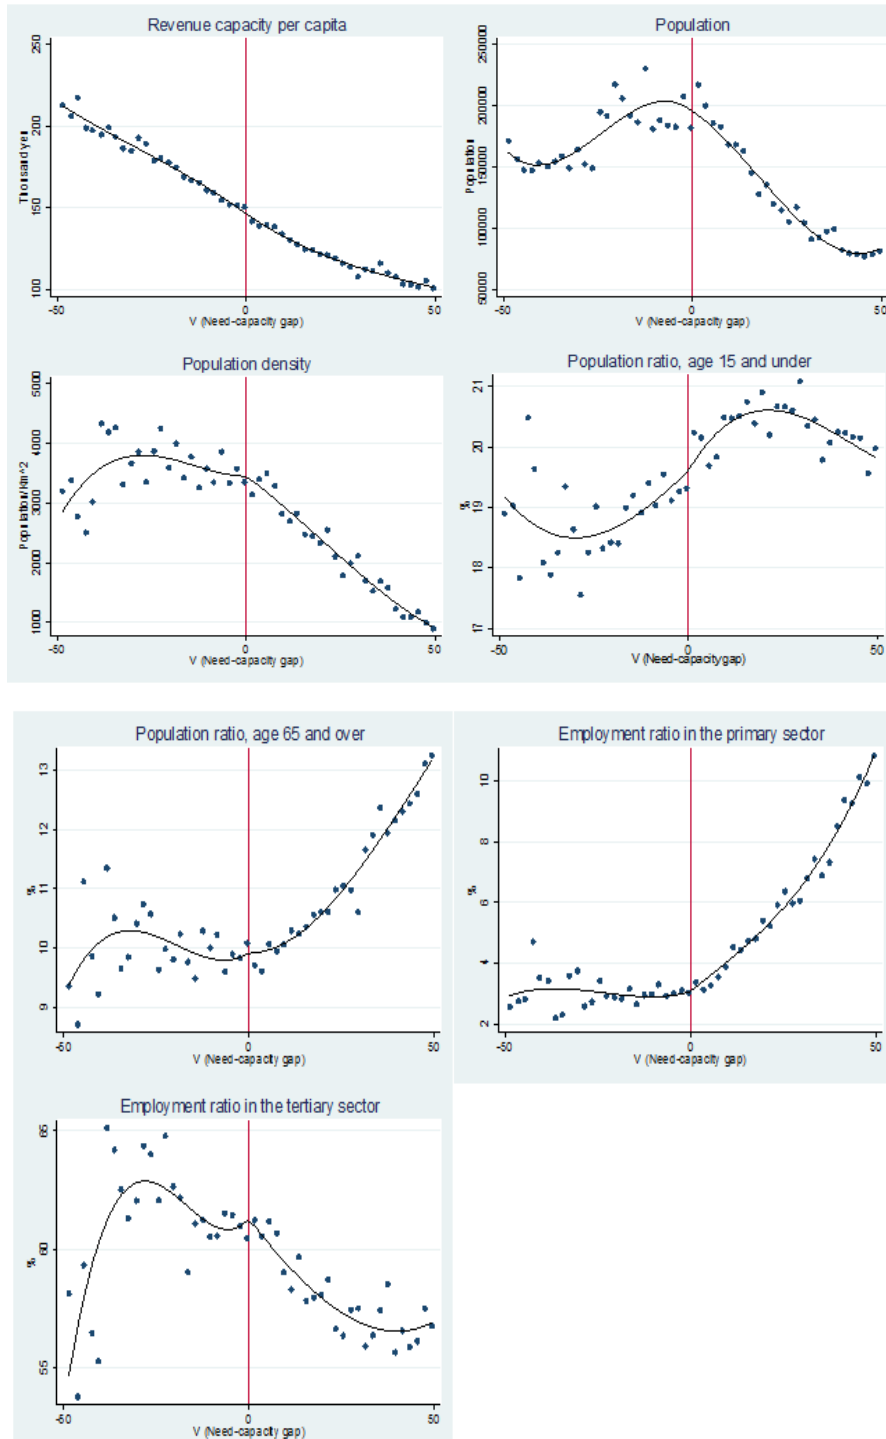 Revenue capacity per capita
Thousand yen
250
200
150
100
-50 0 50
V (Need-capacity gap)
Population
Population
250000
200000
150000
100000
50000
-50 0 50
V (Need-capacity gap)
Population density
Population/Km^2
5000
4000
3000
2000
1000
-50 0 50
V (Need-capacity gap)
Population ratio, age 15 and under
%
21
20
19
18
17
-50 0 50
V (Need-capacitygap)
Population ratio, age 65 and over
%
13
12
11
10
9
-50 0 50
V (Need-capacity gap)
Employment ratio in the primary sector
%
10
8
6
4
2
-50 0 50
V (Need-capacity gap)
Employment ratio in the tertiary sector
%
65
60
55
-50 0 50
V (Need-capacity gap)